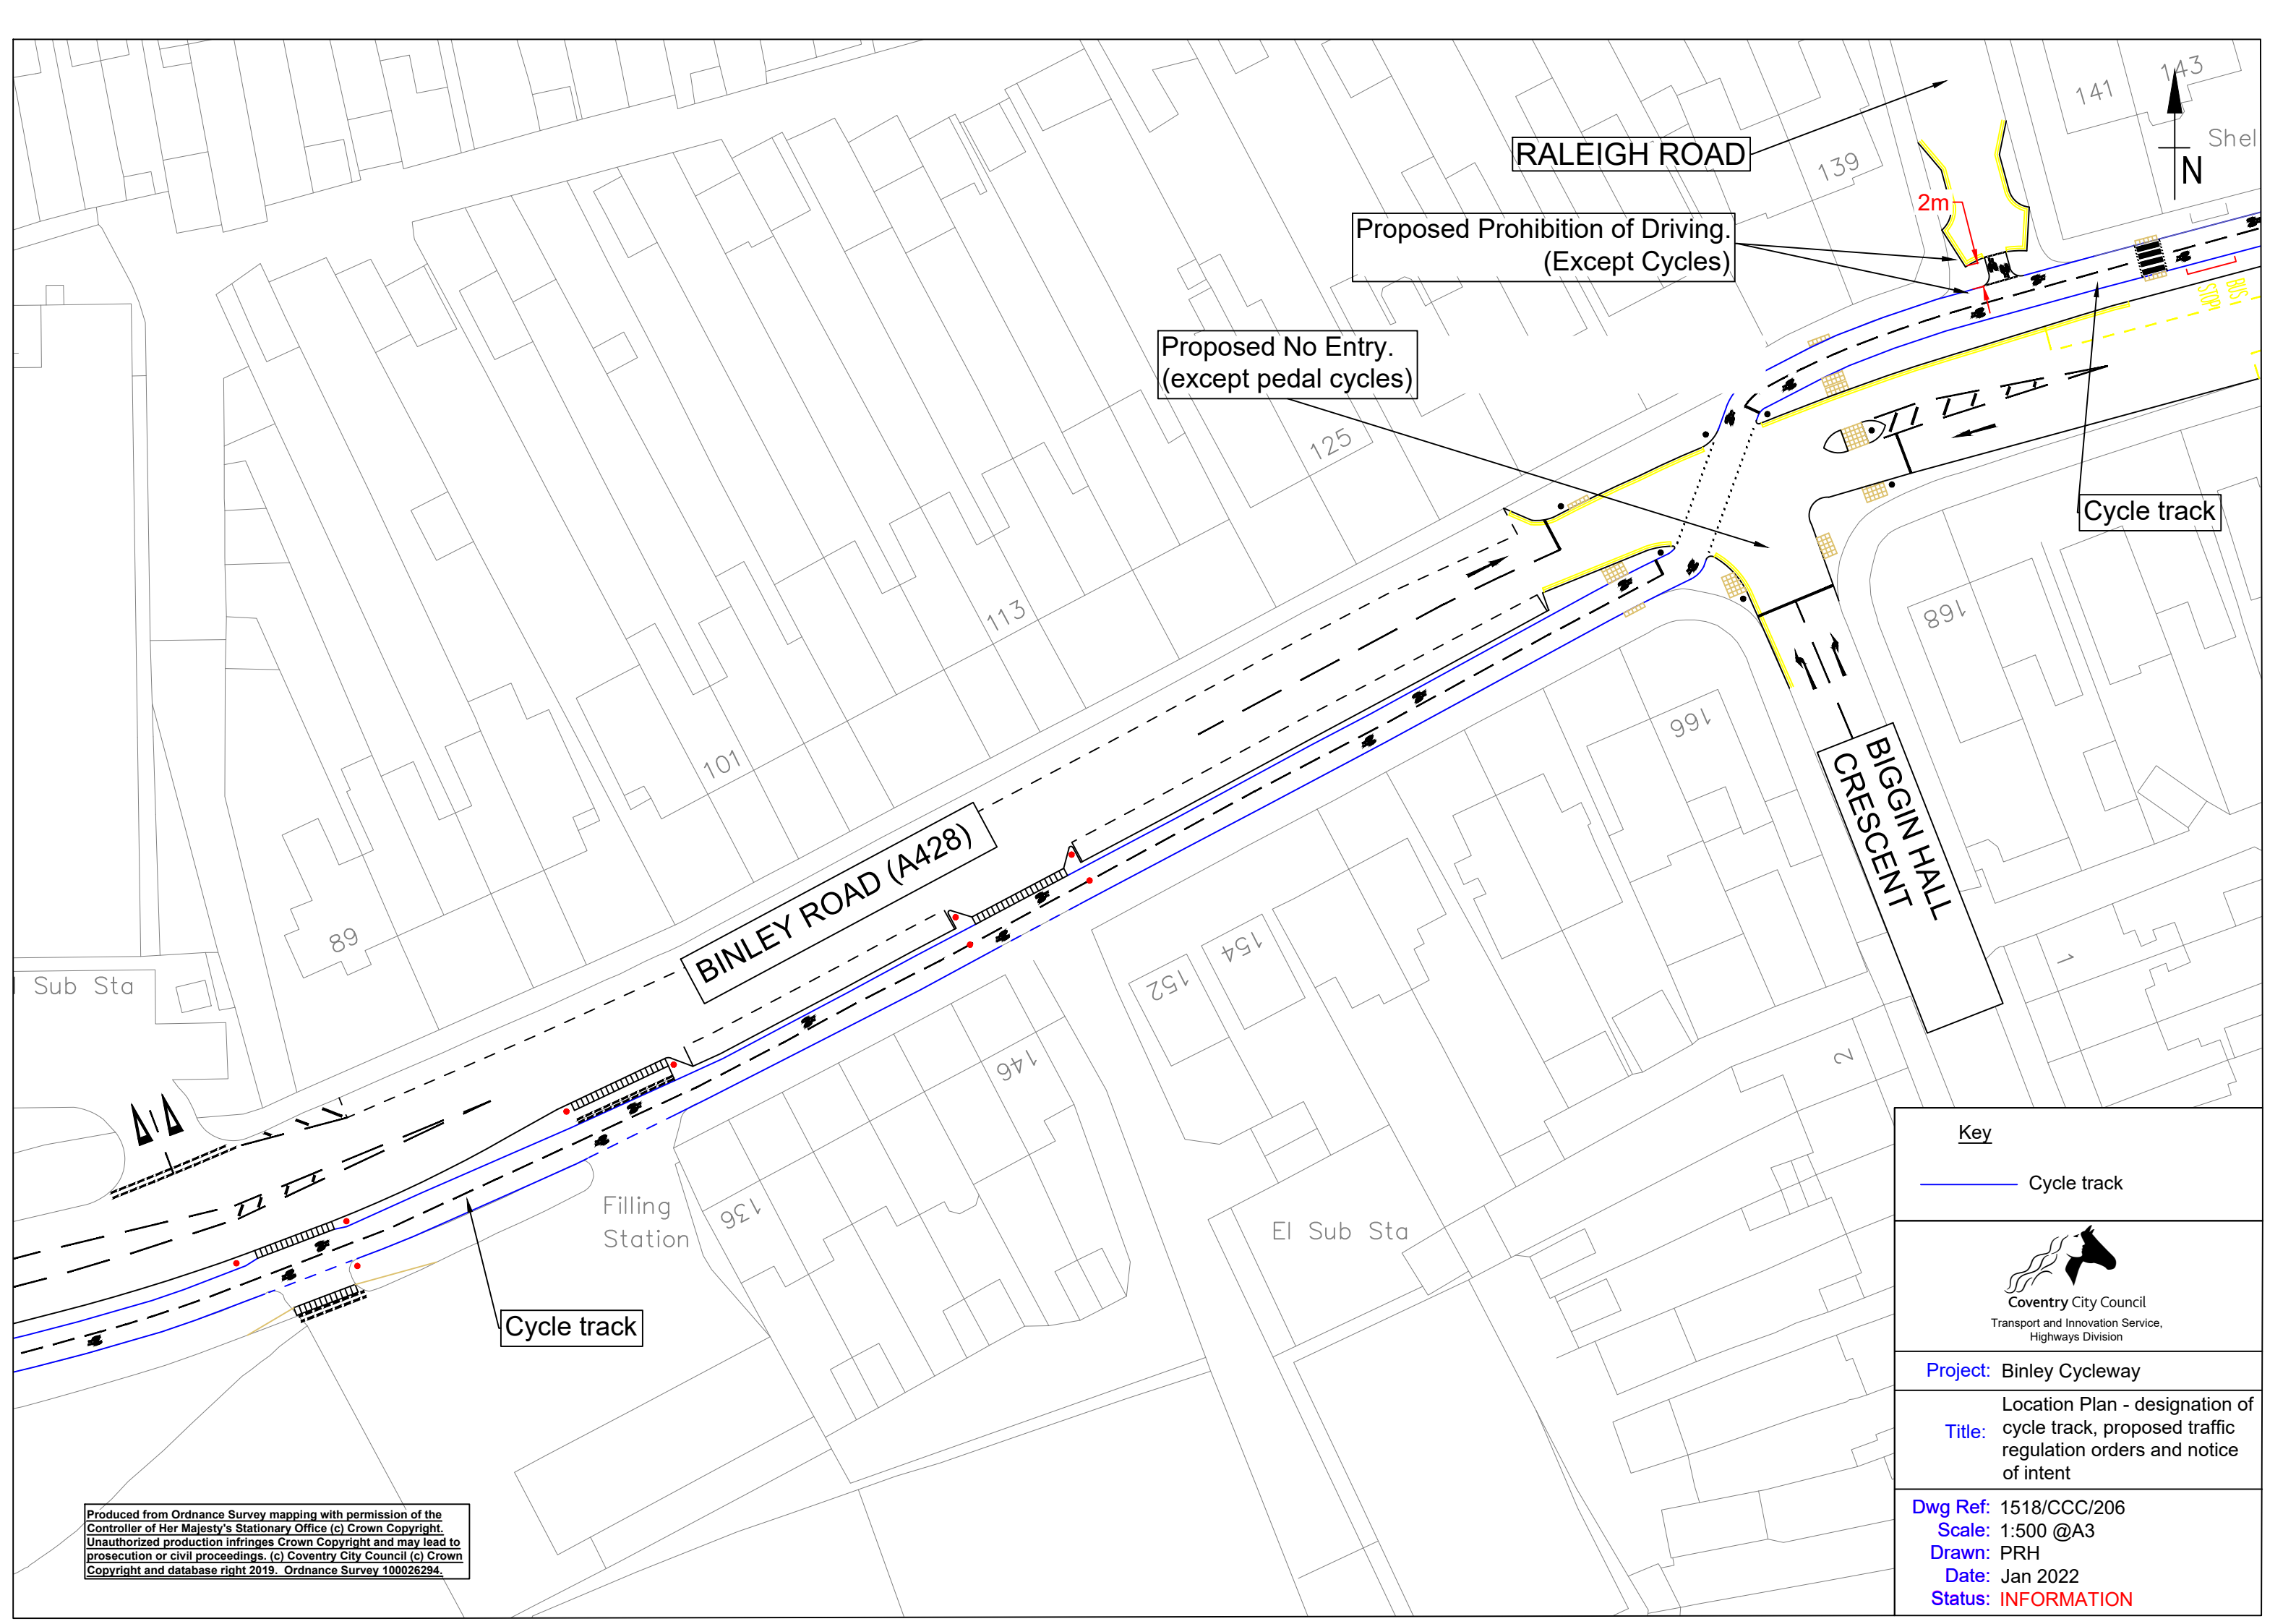 143
141
Shel
N
RALEIGH ROAD
139
2m
Proposed Prohibition of Driving.
(Except Cycles)
BUS
STOP
Proposed No Entry.
(except pedal cycles)
125
Cycle track
113
168
166
101
BIGGIN HALL
CRESCENT
BINLEY ROAD (A428)
89
l Sub Sta
154
152
1
146
2
136
Filling
Station
El Sub Sta
Cycle track
Key
Cycle track
Coventry City Council
Transport and Innovation Service,
Highways Division
Project: Binley Cycleway
Title: Location Plan - designation of
cycle track, proposed traffic
regulation orders and notice
of intent
Dwg Ref: 1518/CCC/206
Scale: 1:500 @A3
Drawn: PRH
Date: Jan 2022
Status: INFORMATION
Produced from Ordnance Survey mapping with permission of the
Controller of Her Majesty's Stationary Office (c) Crown Copyright.
Unauthorized production infringes Crown Copyright and may lead to
prosecution or civil proceedings. (c) Coventry City Council (c) Crown
Copyright and database right 2019. Ordnance Survey 100026294.